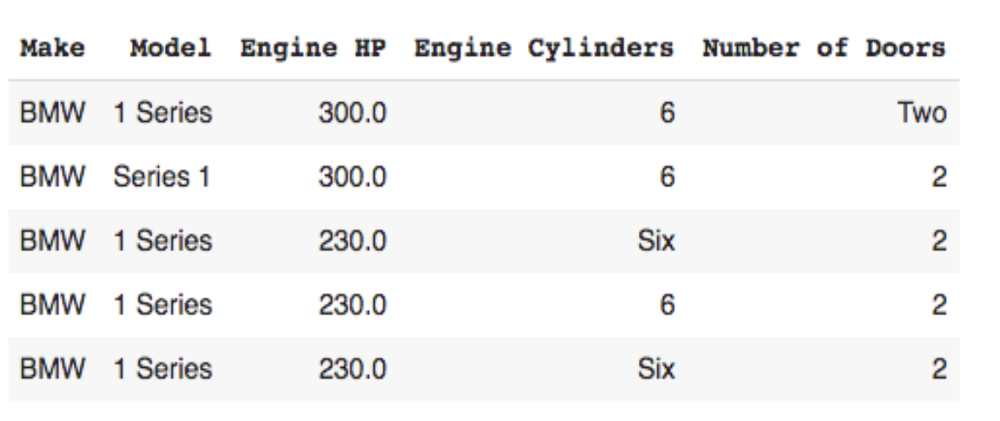 Make Model Engine HP Engine Cylinders Number of Doors
BMW 1 Series 300.0 6 Two
BMW Series 1 300.0 6 2
BMW 1 Series 230.0 Six 2
BMW 1 Series 230.0 6 2
BMW 1 Series 230.0 Six 2